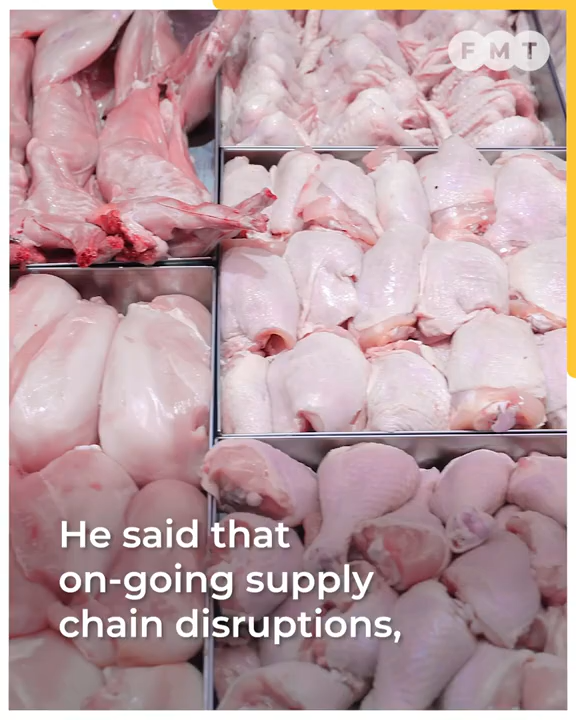 FMT
He said that
on-going supply
chain disruptions,